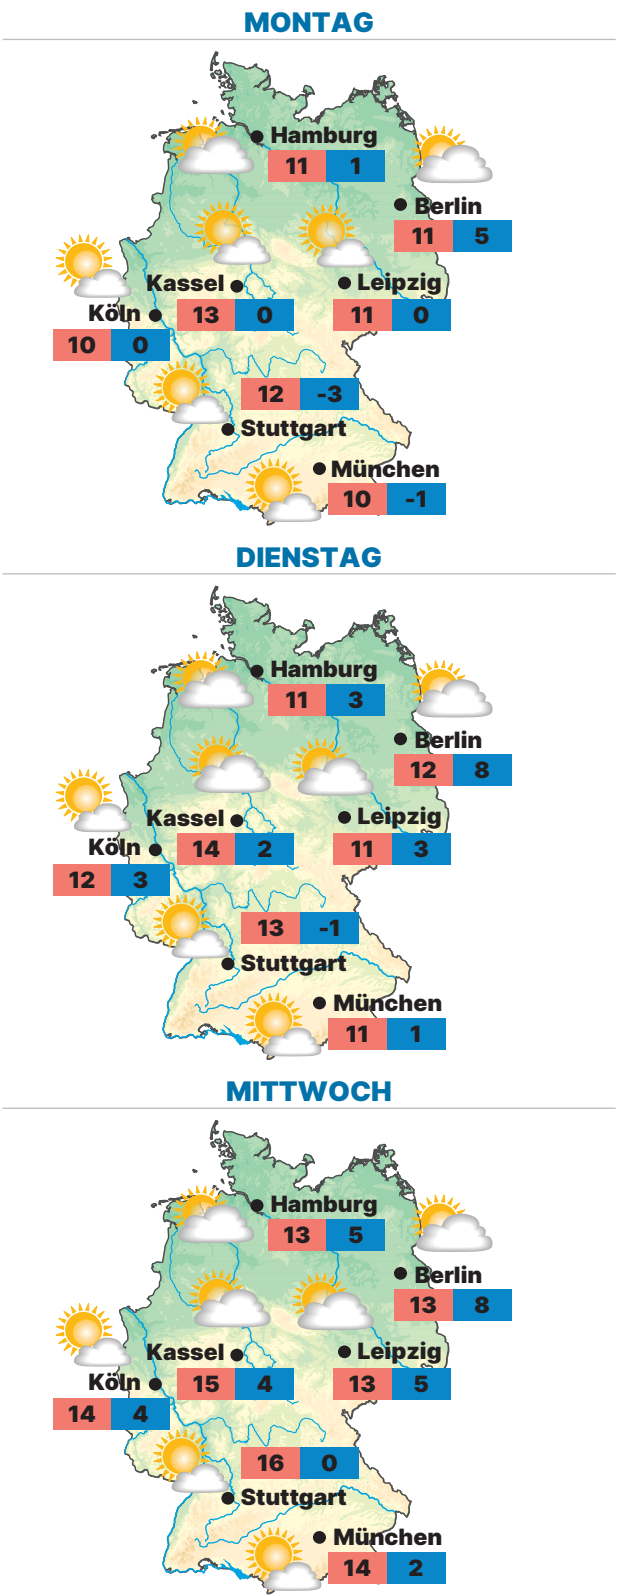 MONTAG
Hamburg
11 1
Berlin
11 5
Kassel
13 0
Leipzig
11 0
Köln
10 0
12 -3
Stuttgart
München
10 -1
DIENSTAG
Hamburg
11 3
Berlin
12 8
Kassel
14 2
Leipzig
11 3
Köln
12 3
13 -1
Stuttgart
München
11 1
MITTWOCH
Hamburg
13 5
Berlin
13 8
Kassel
15 4
Leipzig
13 5
Köln
14 4
16 0
Stuttgart
München
14 2